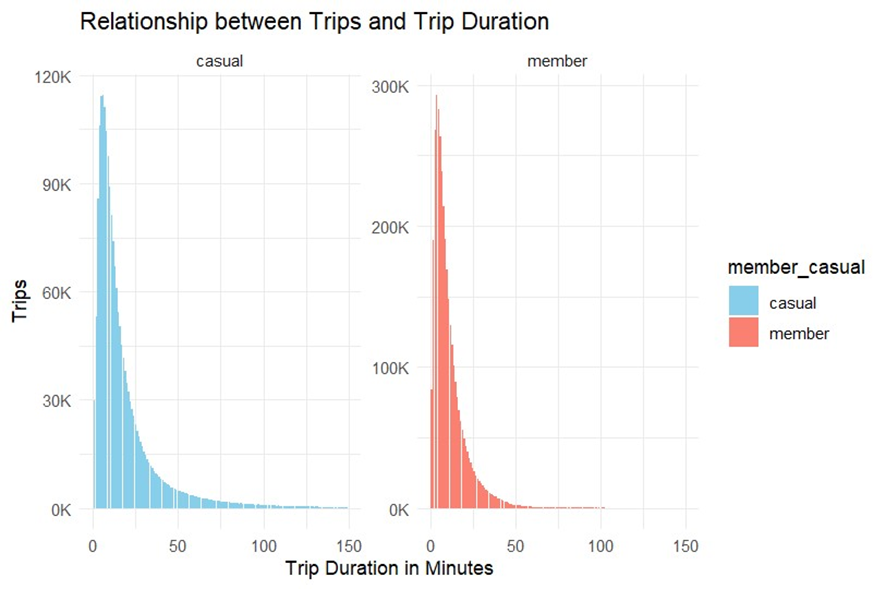 Relationship between Trips and Trip Duration
casual
member
Trips
120K
90K
60K
30K
0K
300K
200K
100K
0K
0 50 100 150
0 50 100 150
Trip Duration in Minutes
member_casual
casual
member